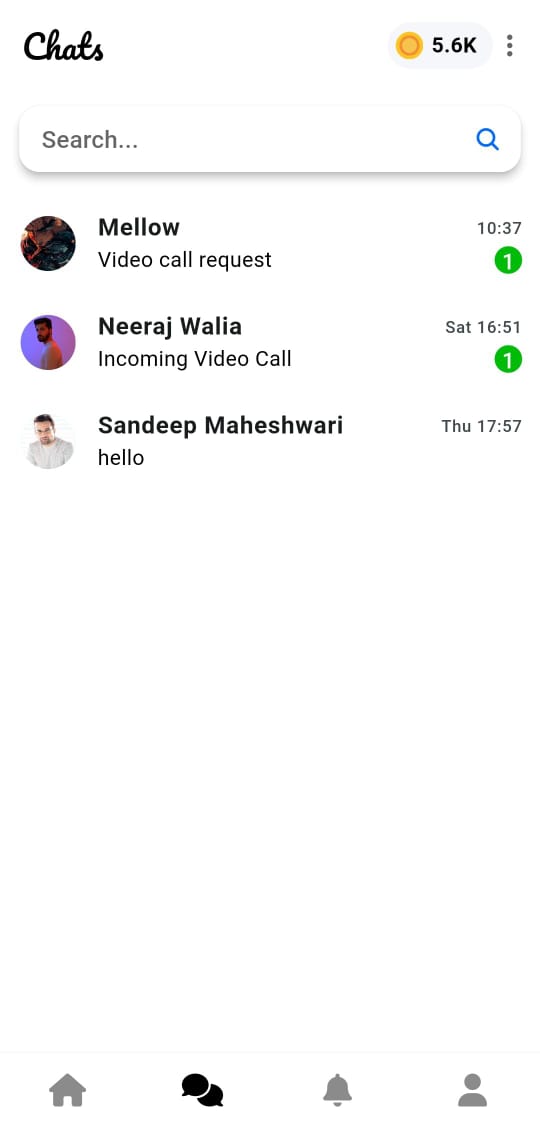 Chats
5.6K
Search...
Mellow
10:37
Video call request
1
Neeraj Walia
Sat 16:51
Incoming Video Call
1
Sandeep Maheshwari
Thu 17:57
hello